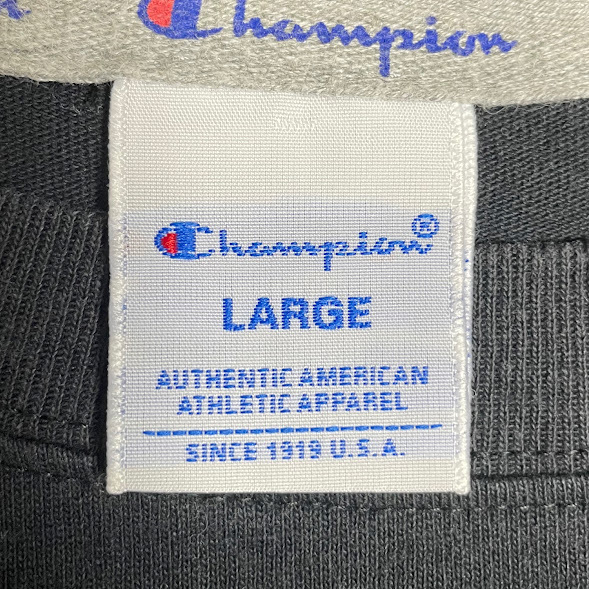 Champion
Champion®
LARGE
AUTHENTIC AMERICAN
ATHLETIC APPAREL
SINCE 1919 U.S.A.